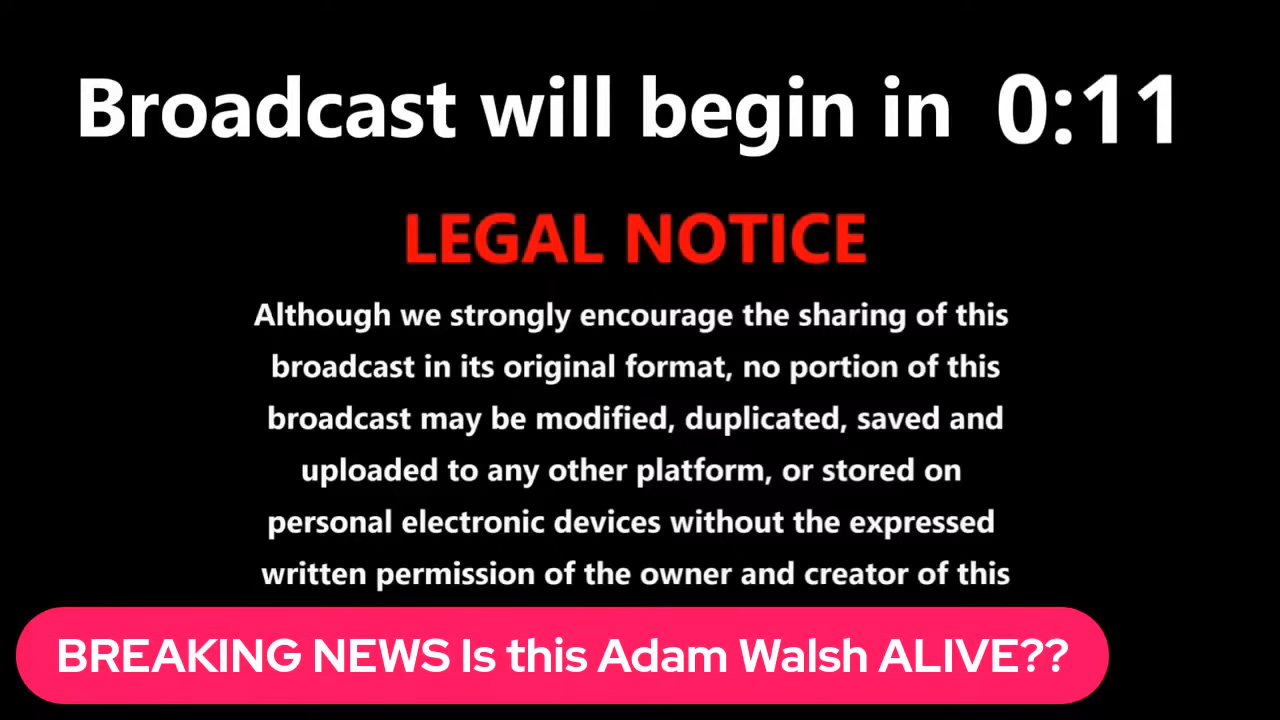 Broadcast will begin in 0:11
LEGAL NOTICE
Although we strongly encourage the sharing of this
broadcast in its original format, no portion of this
broadcast may be modified, duplicated, saved and
uploaded to any other platform, or stored on
personal electronic devices without the expressed
written permission of the owner and creator of this
BREAKING NEWS Is this Adam Walsh ALIVE??